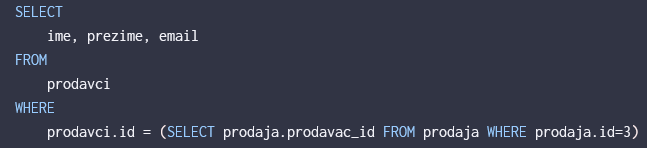 SELECT
ime, prezime, email
FROM
prodavci
WHERE
prodavci.id = (SELECT prodaja.prodavac_id FROM prodaja WHERE prodaja.id=3)